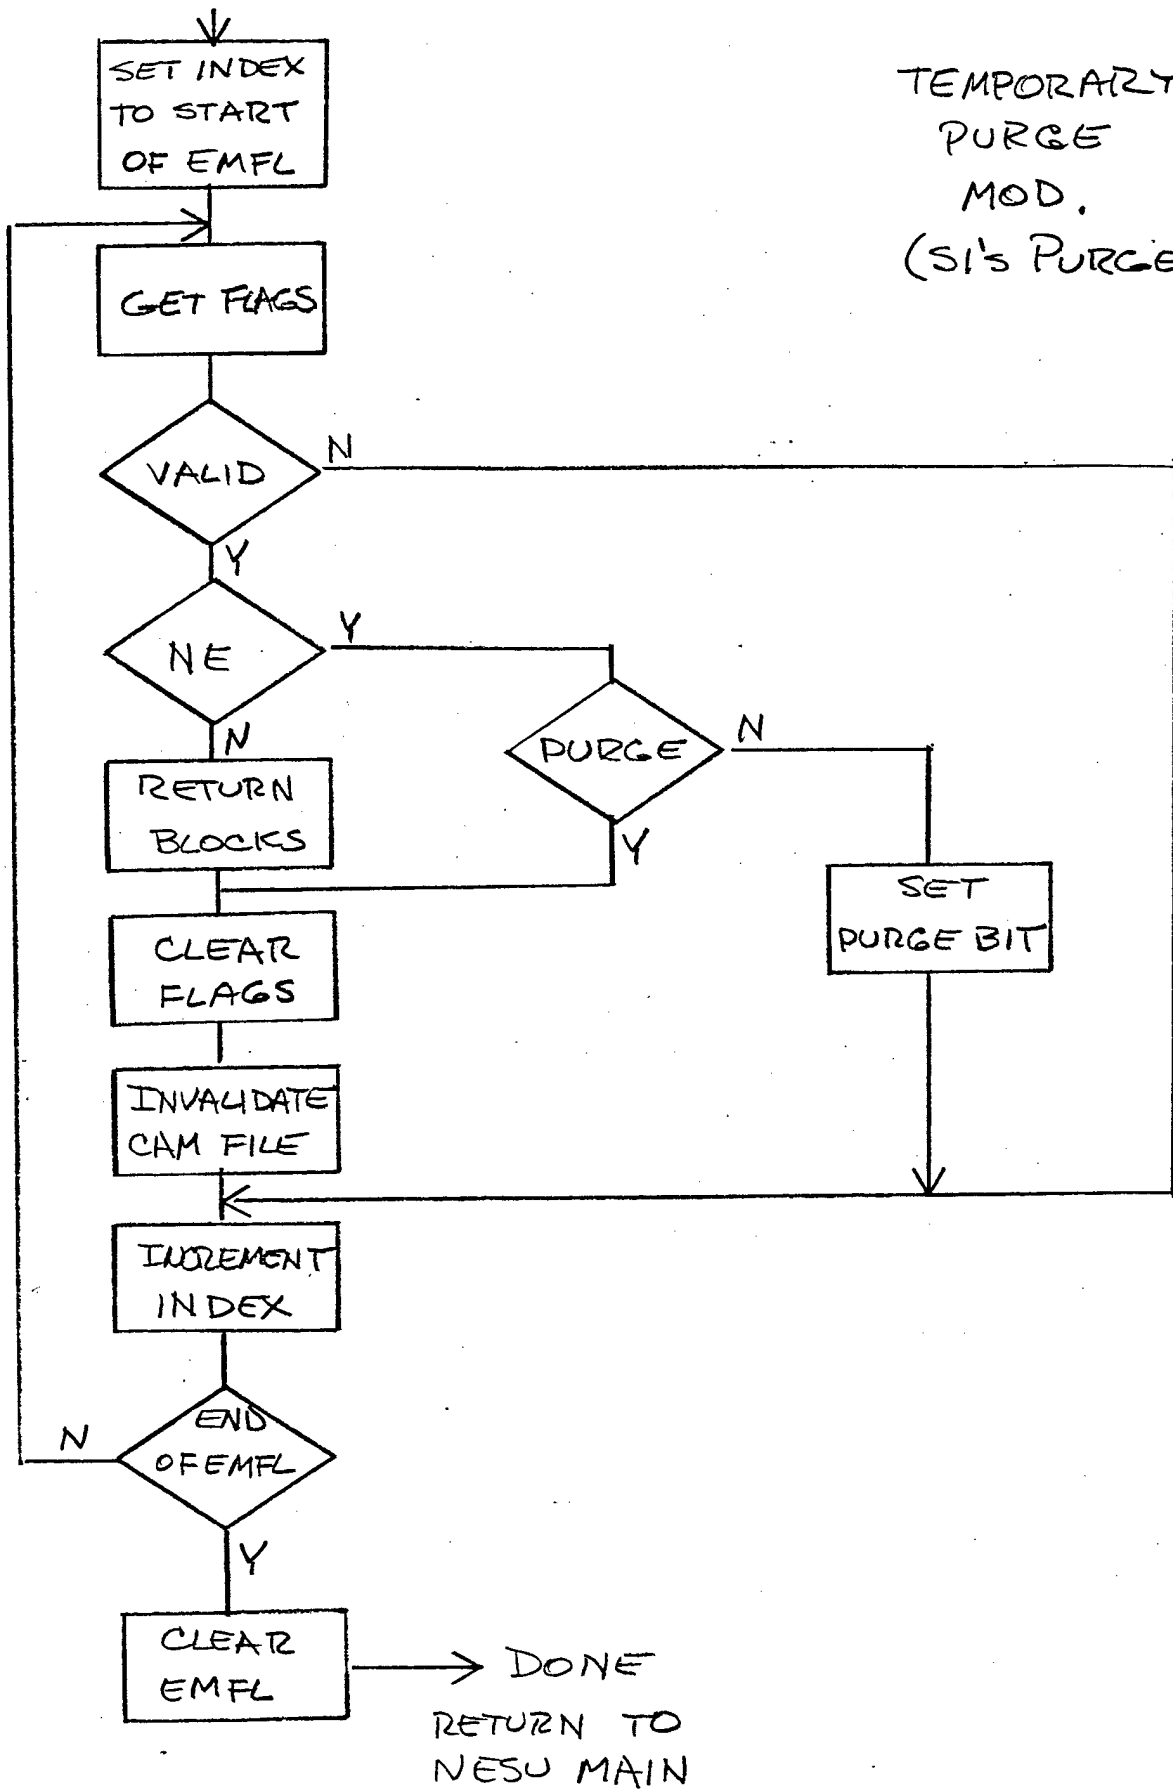 SET INDEX
TO START
OF EMFL
TEMPORARY
PURGE
MOD.
(SI's PURGE
GET FLAGS
VALID
N
Y
NE
Y
N
PURGE
N
Y
RETURN
BLOCKS
SET
PURGE BIT
CLEAR
FLAGS
INVALIDATE
CAM FILE
INCREMENT
INDEX
END
OF EMFL
N
Y
CLEAR
EMFL
DONE
RETURN TO
NESU MAIN